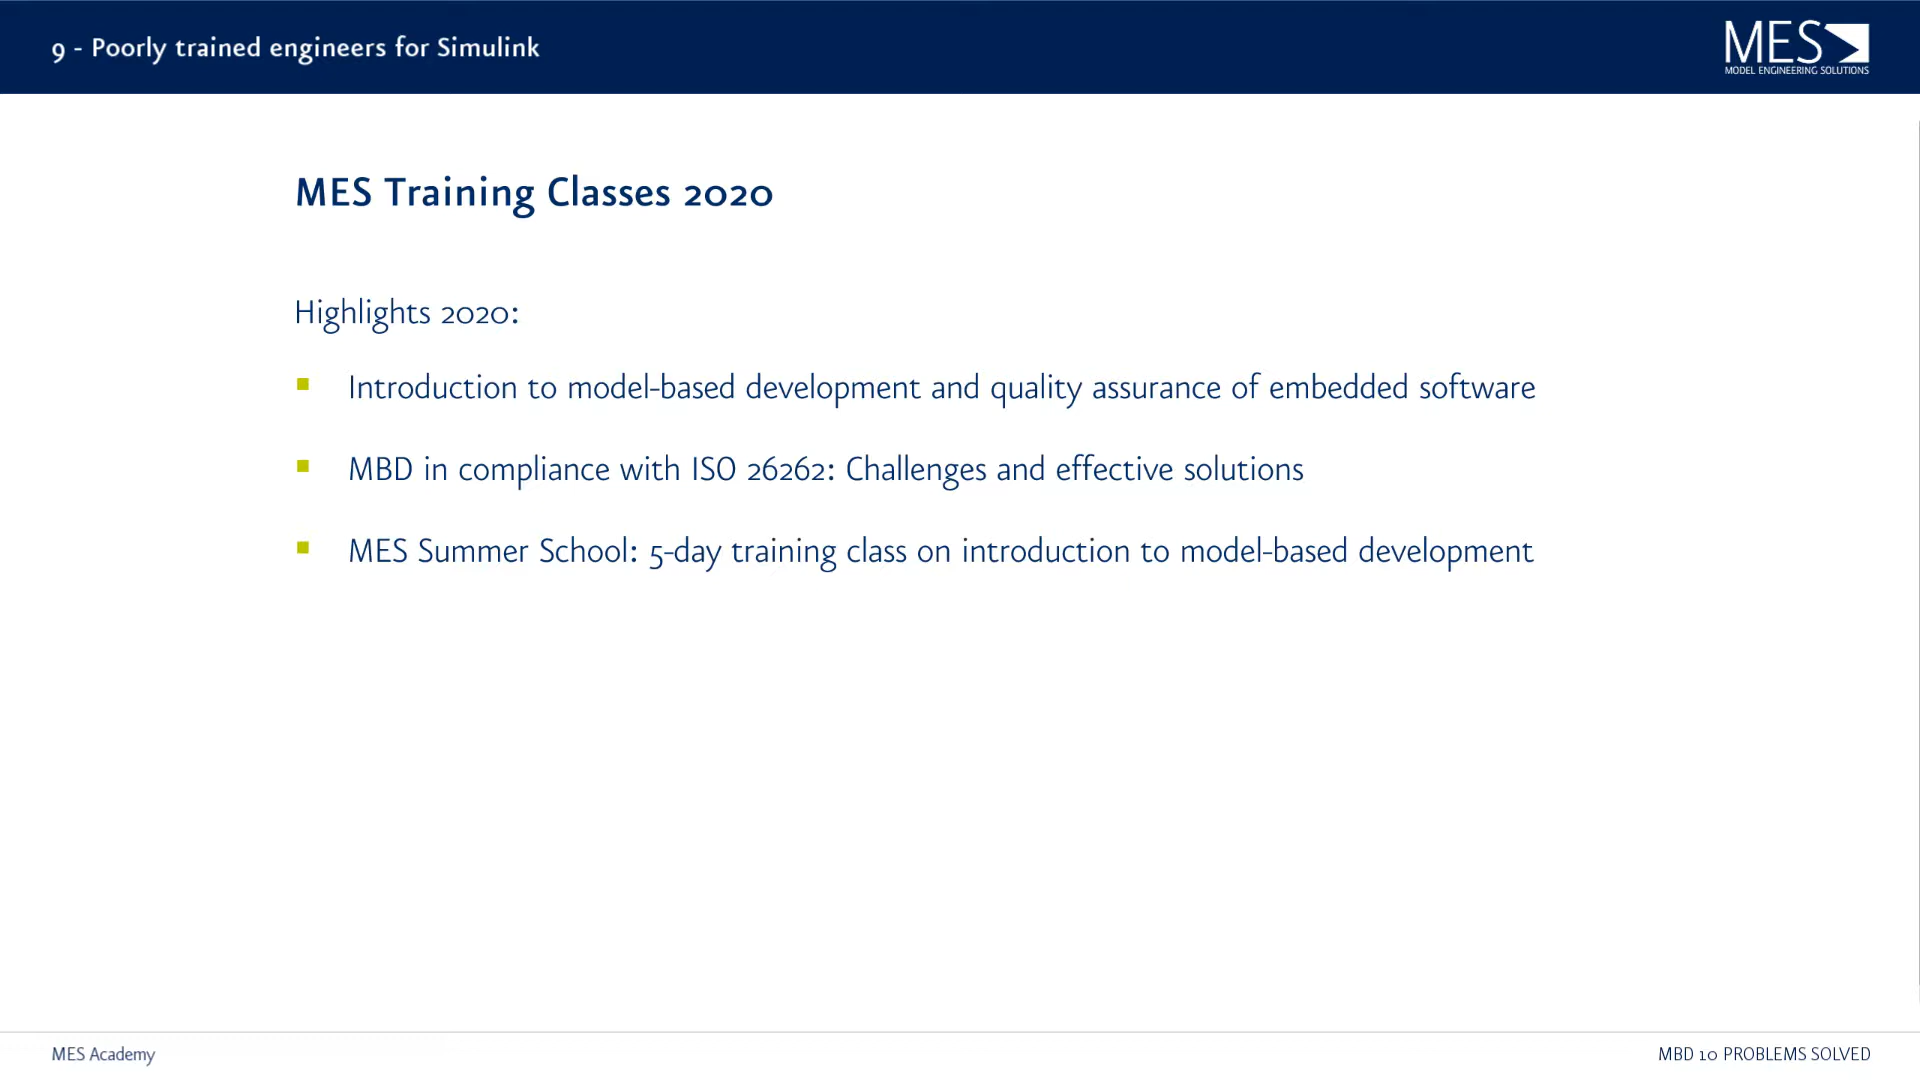 9 - Poorly trained engineers for Simulink
MES
MODEL ENGINEERING SOLUTIONS
MES Training Classes 2020
Highlights 2020:
Introduction to model-based development and quality assurance of embedded software
MBD in compliance with ISO 26262: Challenges and effective solutions
MES Summer School: 5-day training class on introduction to model-based development
MES Academy
MBD 10 PROBLEMS SOLVED